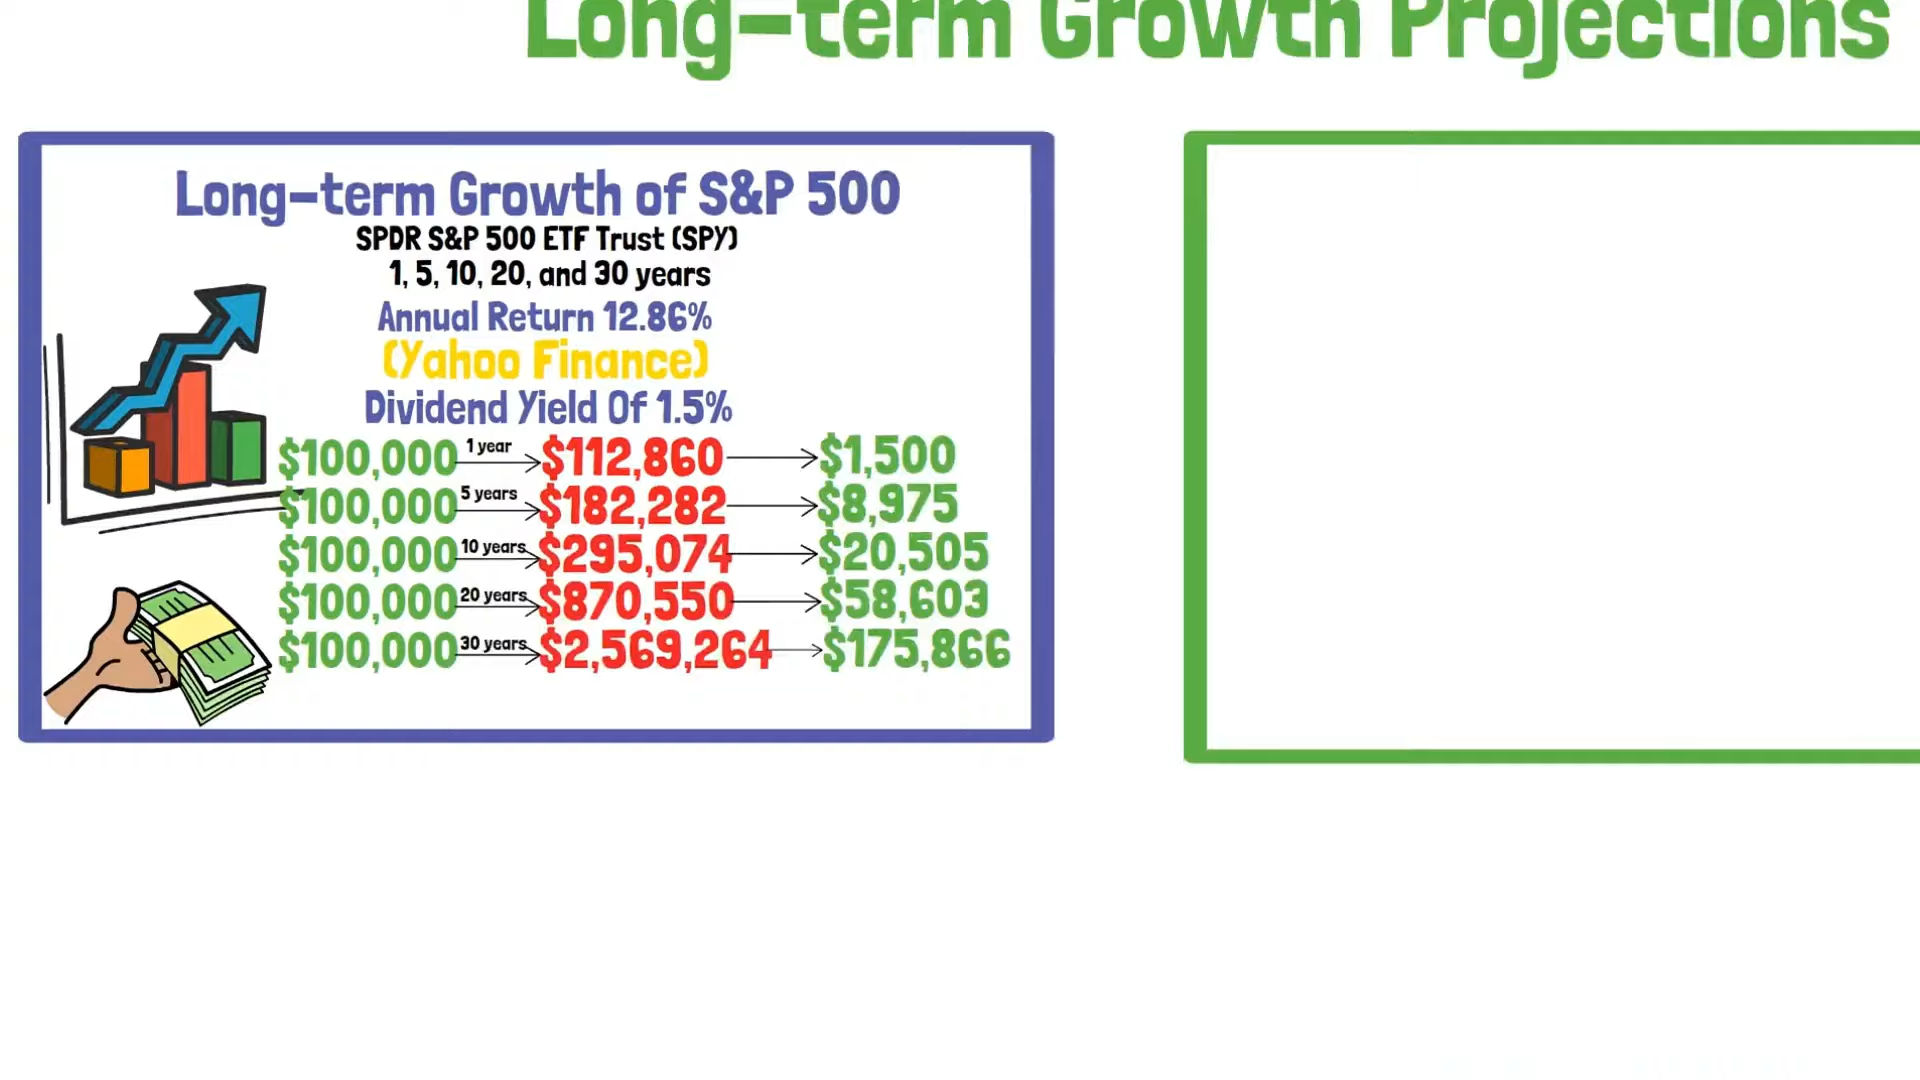 Long-term Growth Projections
Long-term Growth of S&P 500
SPDR S&P 500 ETF Trust (SPY)
1, 5, 10, 20, and 30 years
Annual Return 12.86%
(Yahoo Finance)
Dividend Yield Of 1.5%
$100,000 1 year $112,860 $1,500
$100,000 5 years $182,282 $8,975
$100,000 10 years $295,074 $20,505
$100,000 20 years $870,550 $58,603
$100,000 30 years $2,569,264 $175,866